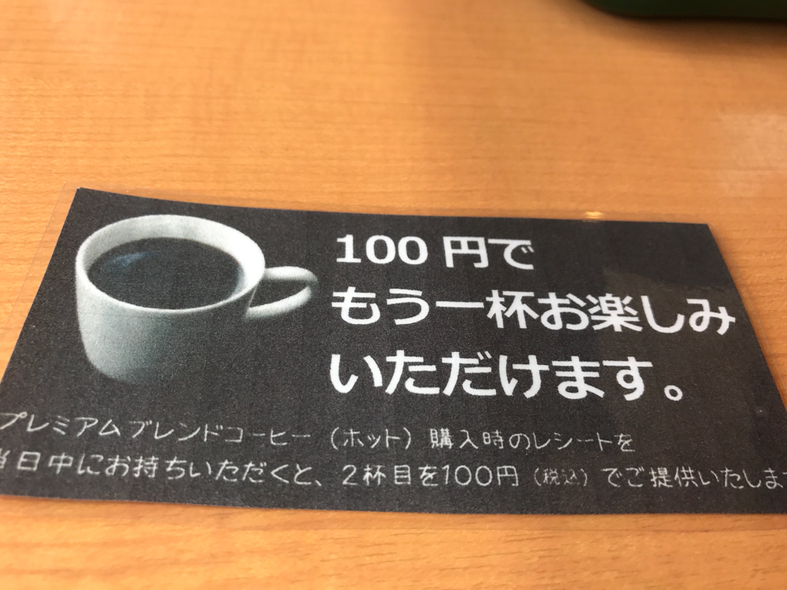 100 円で
もう一杯お楽しみ
いただけます。
プレミアムブレンドコーヒー（ホット）購入時のレシートを
当日中にお持ちいただくと、2杯目を100円（税込）でご提供いたします